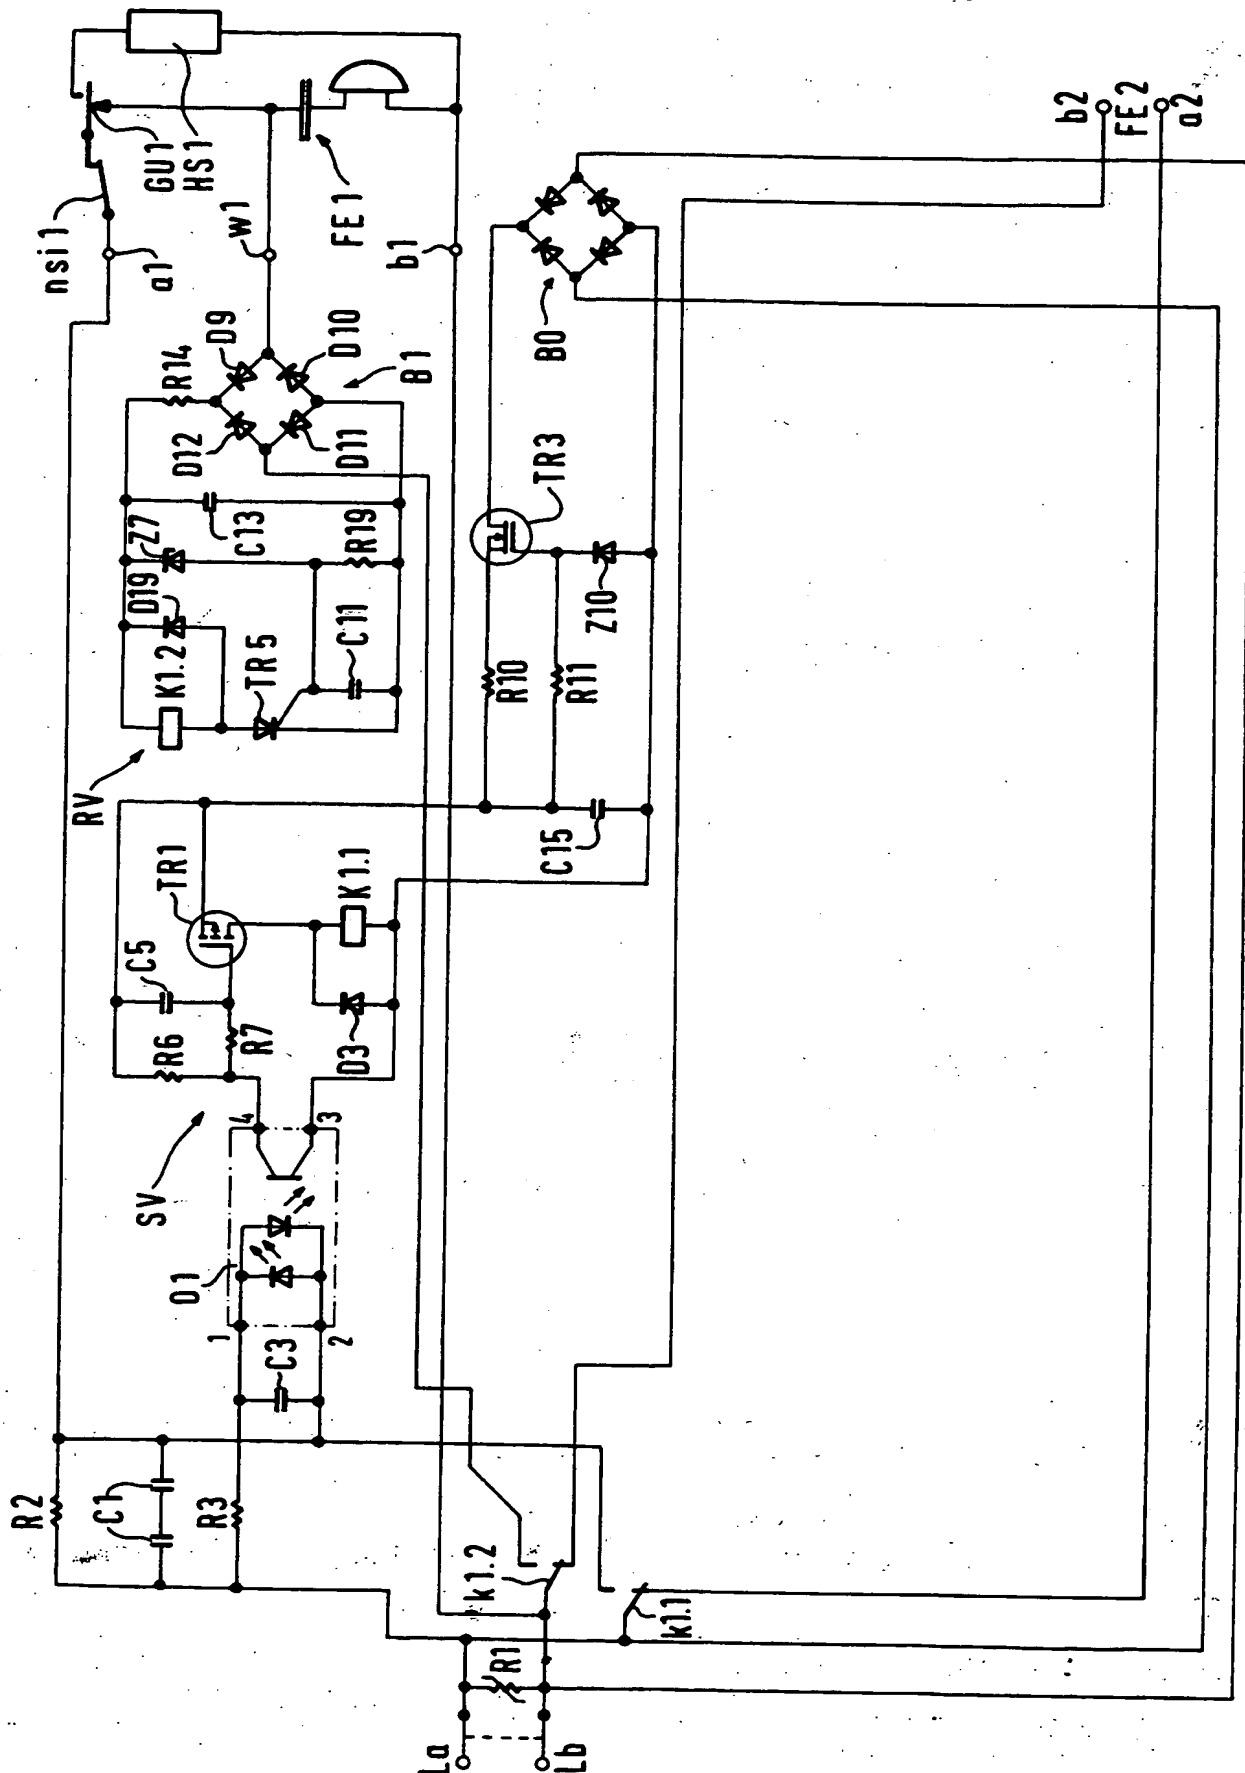 nsi1
a1
GU1
HS1
w1
FE1
b1
D9
D10
R14
B1
D12
D11
C13
Z7
R19
D19
C11
K1.2
TR5
RV
b2
FE2
a2
B0
TR3
Z10
R10
R11
C15
TR1
K1.1
C5
R6
R7
D3
SV
4
3
O1
1
2
C3
R2
C1
R3
k1.2
k1.1
R1
La
Lb